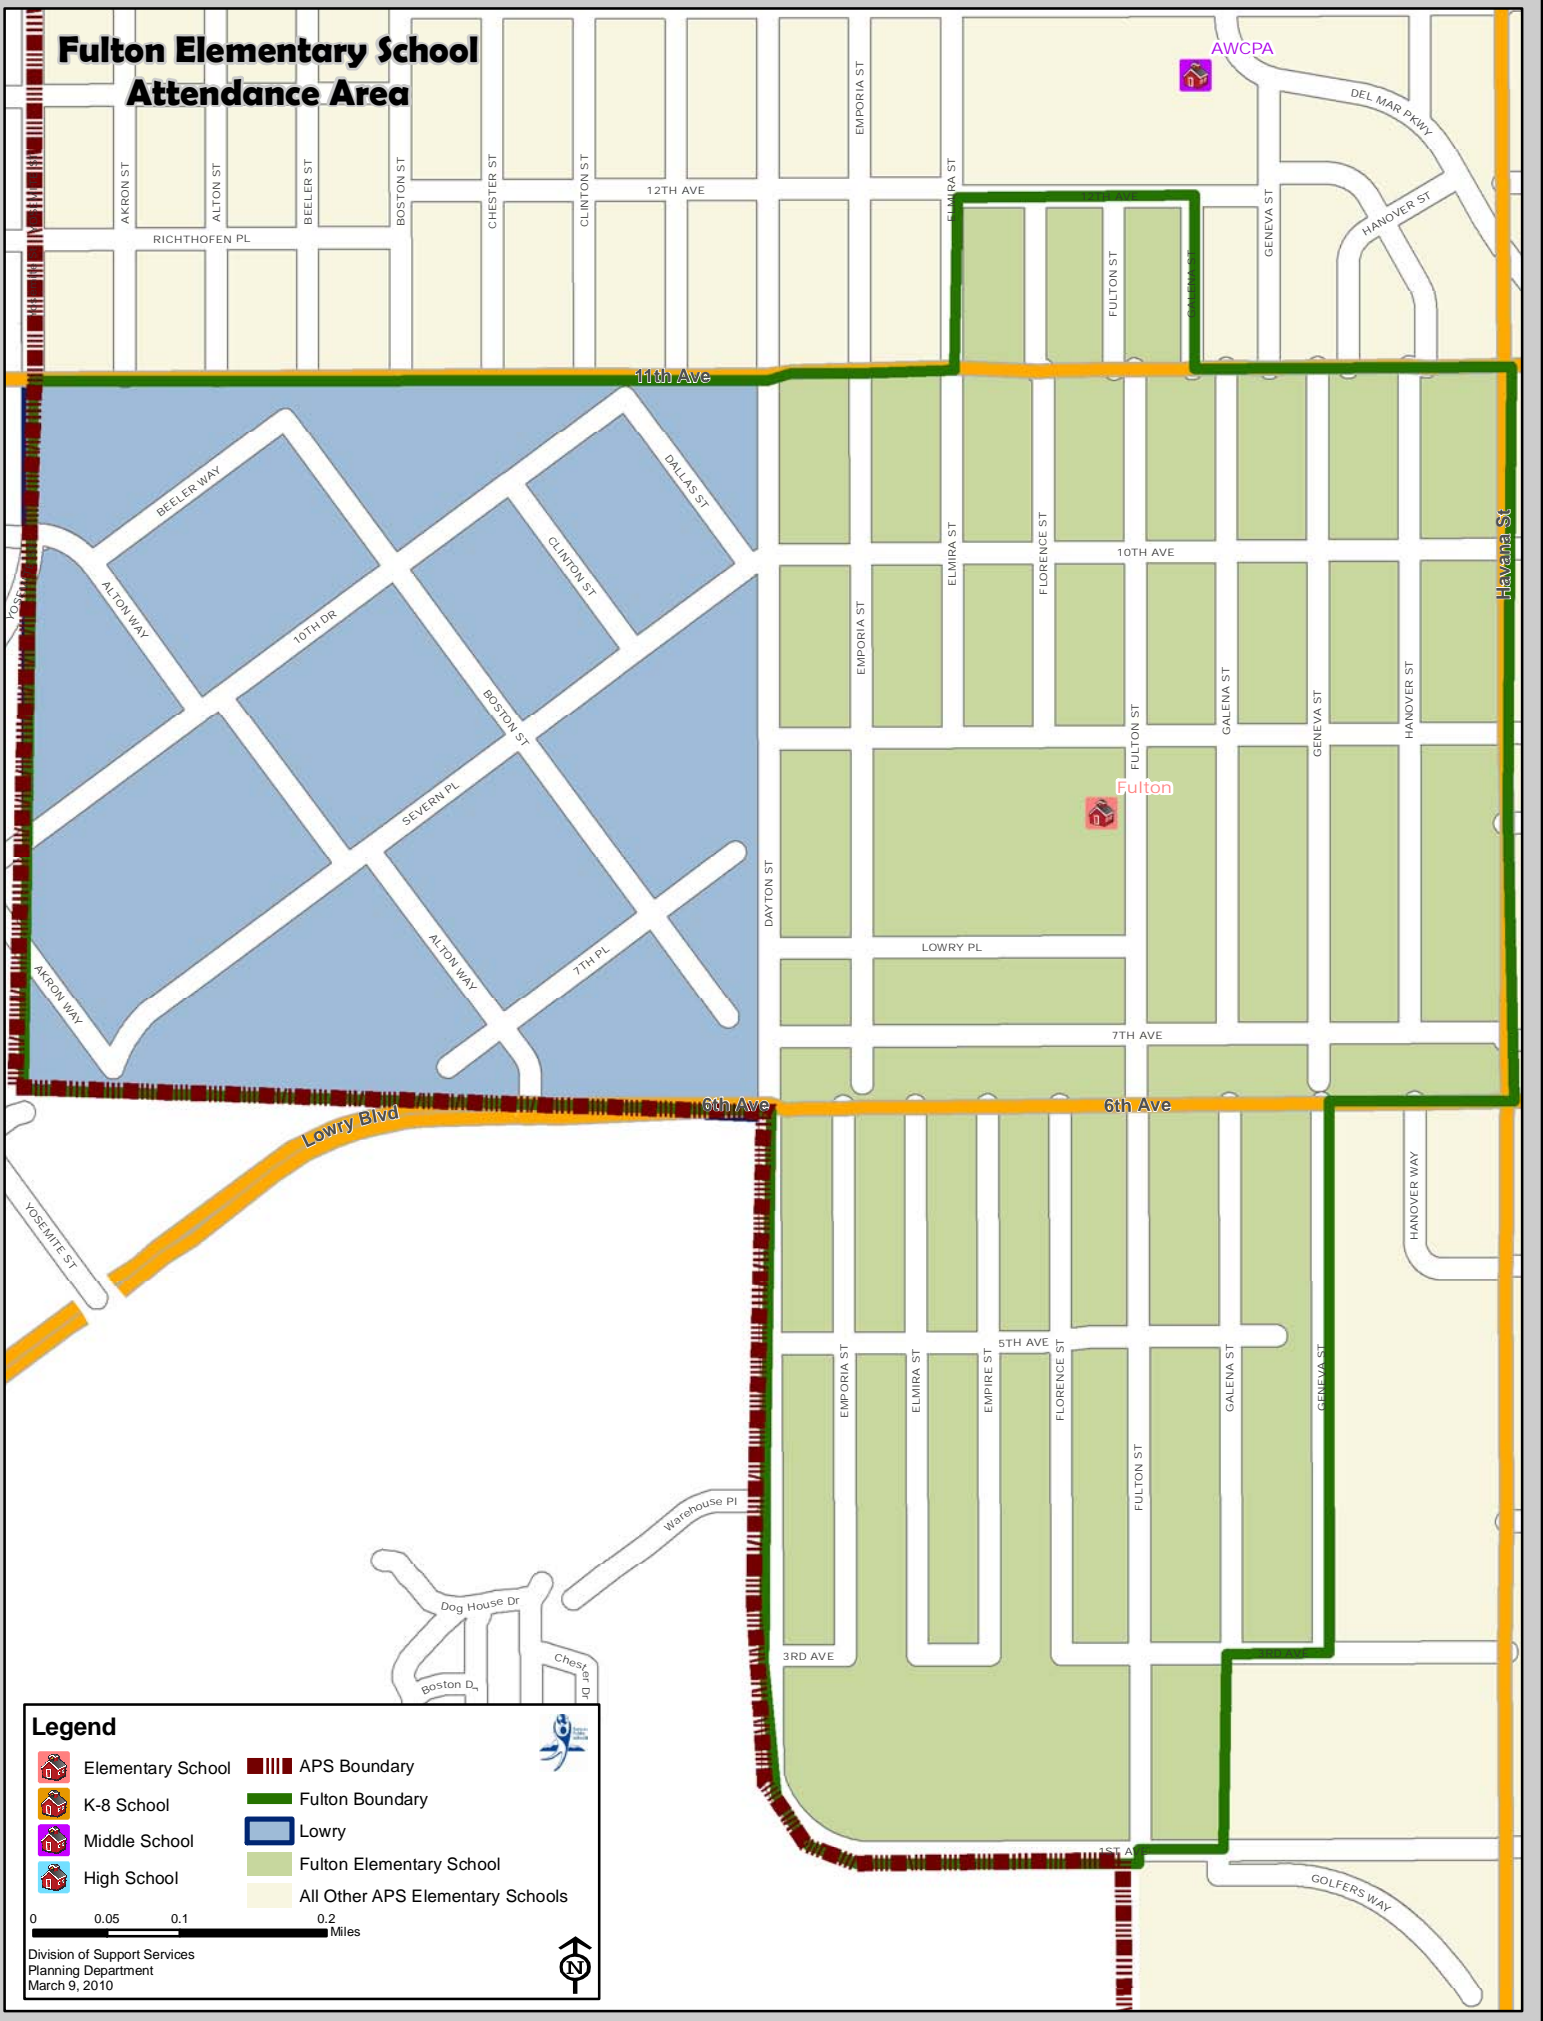 Fulton Elementary School
Attendance Area
AWCPA
DEL MAR PKWY
EMPORIA ST
AKRON ST
ALTON ST
BEELER ST
BOSTON ST
CHESTER ST
CLINTON ST
12TH AVE
ELMIRA ST
12TH AVE
GENEVA ST
HANOVER ST
RICHTHOFEN PL
FULTON ST
GALENA ST
11th Ave
BEELER WAY
DALLAS ST
CLINTON ST
ELMIRA ST
FLORENCE ST
10TH AVE
Havana St
ALTON WAY
10TH DR
EMPORIA ST
BOSTON ST
FULTON ST
GALENA ST
GENEVA ST
HANOVER ST
SEVERN PL
Fulton
DAYTON ST
LOWRY PL
AKRON WAY
ALTON WAY
7TH PL
7TH AVE
6th Ave
6th Ave
Lowry Blvd
YOSEMITE ST
HANOVER WAY
5TH AVE
EMPORIA ST
ELMIRA ST
EMPIRE ST
FLORENCE ST
GALENA ST
GENEVA ST
FULTON ST
Warehouse Pl
Dog House Dr
Chester Dr
Boston Dr
3RD AVE
3RD AVE
1ST AVE
GOLFERS WAY
Legend
Elementary School
K-8 School
Middle School
High School
APS Boundary
Fulton Boundary
Lowry
Fulton Elementary School
All Other APS Elementary Schools
0 0.05 0.1 0.2
Miles
Division of Support Services
Planning Department
March 9, 2010
N